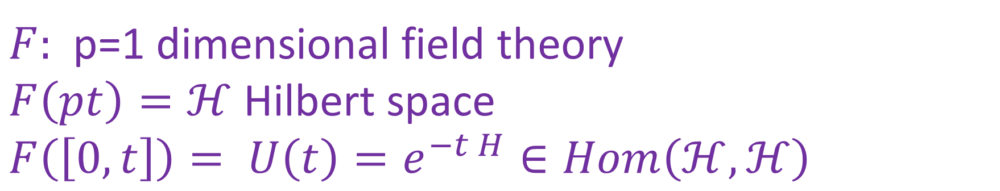 𝐹: p=1 dimensional field theory
𝐹(𝑝𝑡) = ℋ Hilbert space
𝐹([0, 𝑡]) = 𝑈(𝑡) = 𝑒^{−𝑡 𝐻} ∈ 𝐻𝑜𝑚(ℋ, ℋ)